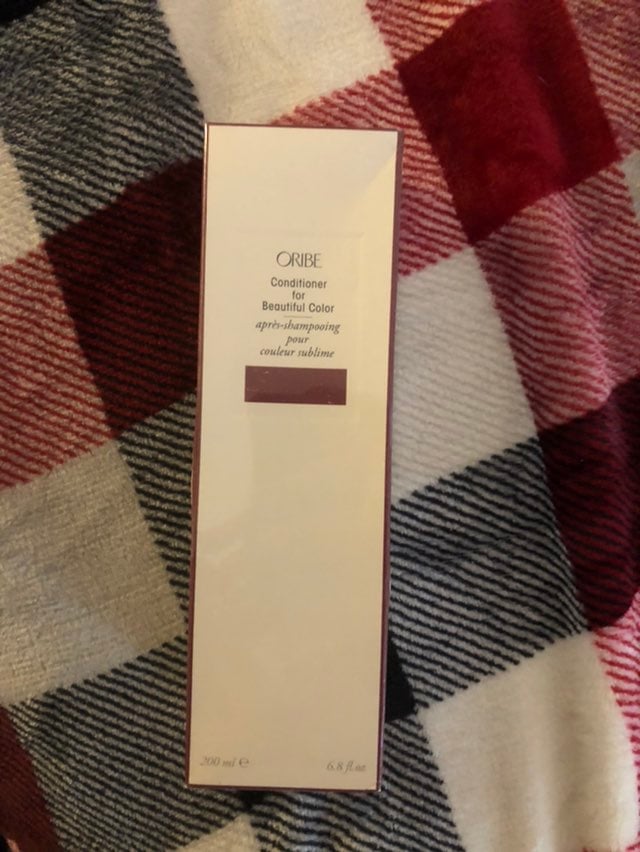 ORIBE
Conditioner
for
Beautiful Color
après-shampooing
pour
couleur sublime
200 ml ℮ 6.8 fl.oz